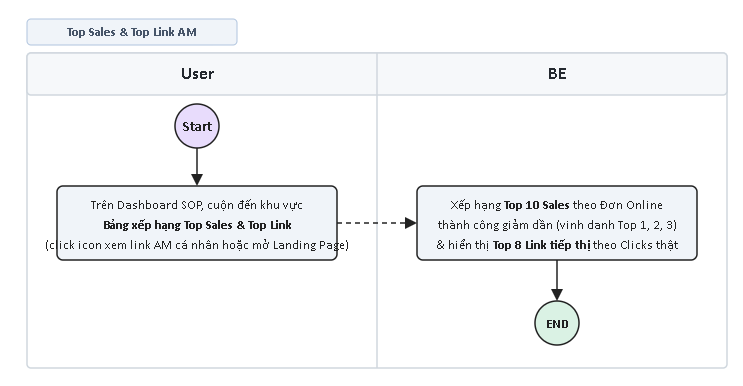 Top Sales & Top Link AM
User
BE
Start
Trên Dashboard SOP, cuộn đến khu vực
Bảng xếp hạng Top Sales & Top Link
(click icon xem link AM cá nhân hoặc mở Landing Page)
Xếp hạng Top 10 Sales theo Đơn Online
thành công giảm dần (vinh danh Top 1, 2, 3)
& hiển thị Top 8 Link tiếp thị theo Clicks thật
END